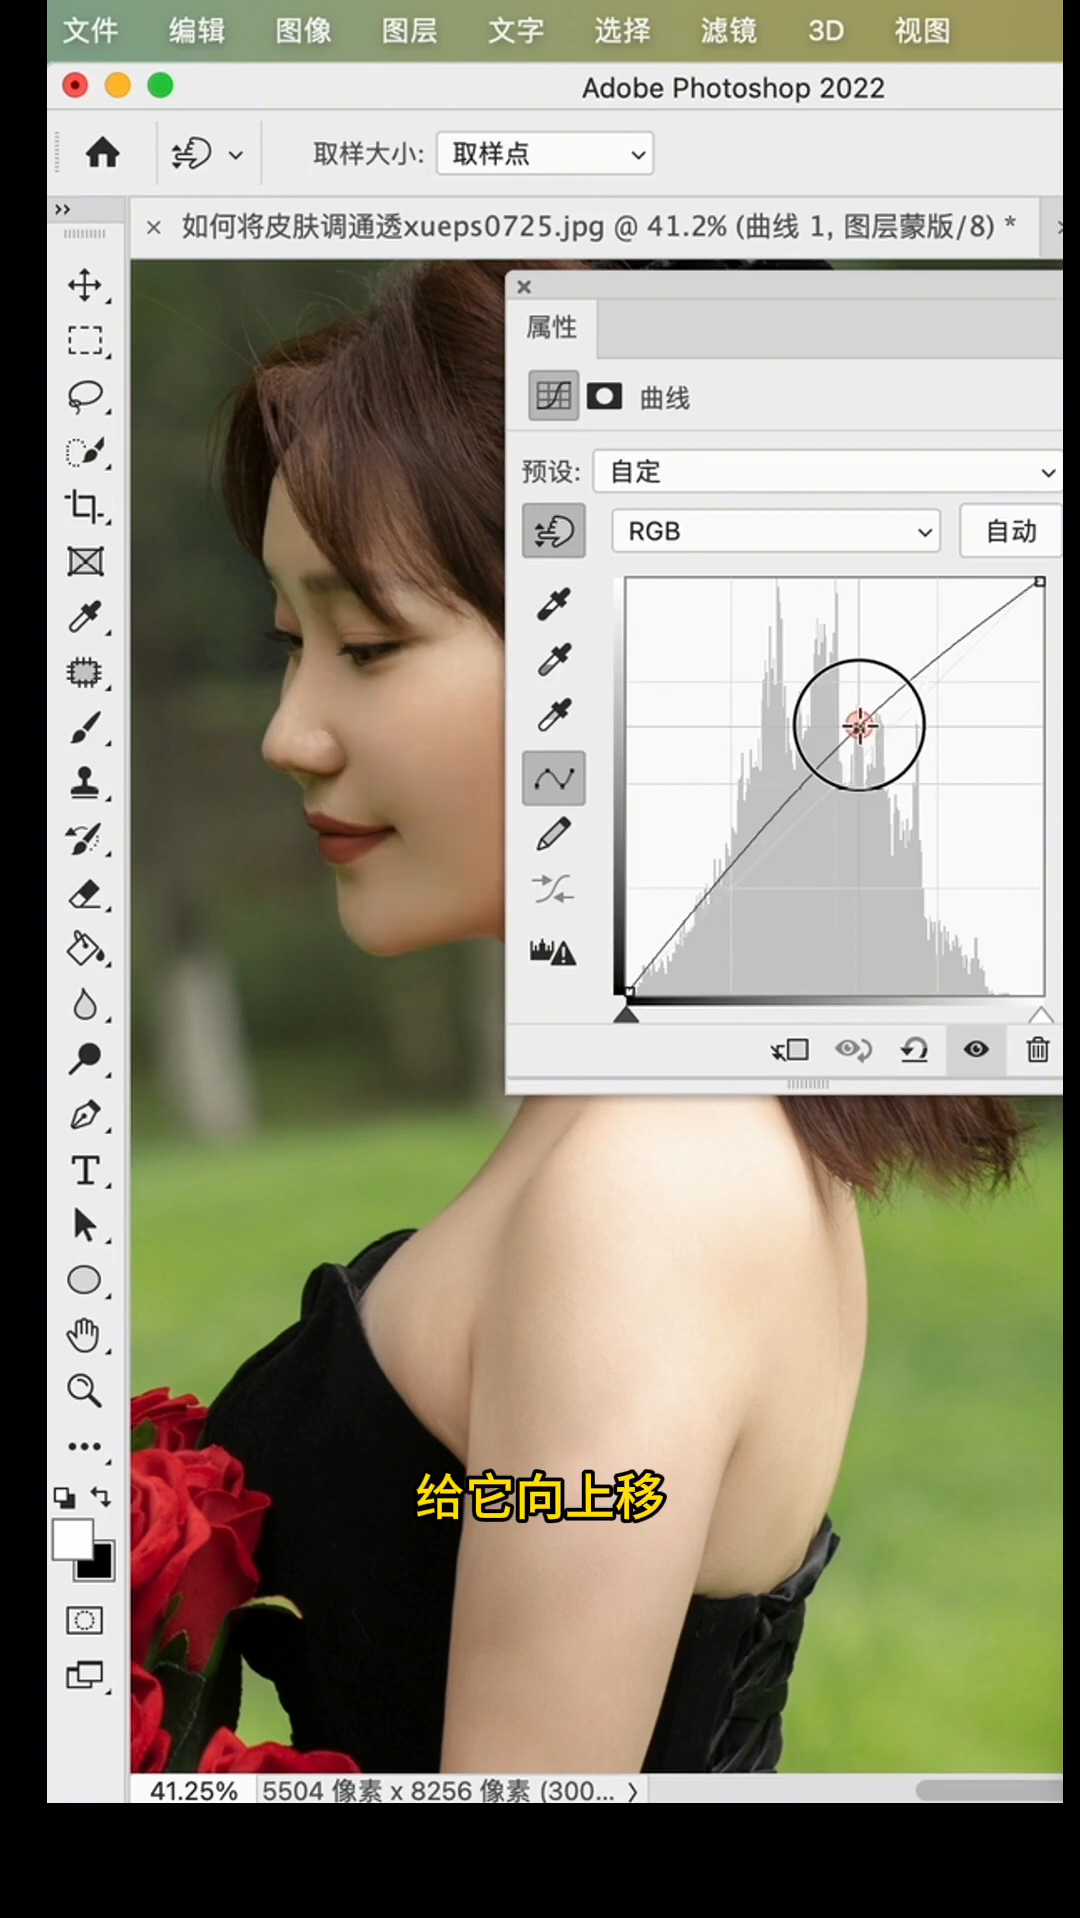 文件 编辑 图像 图层 文字 选择 滤镜 3D 视图
Adobe Photoshop 2022
取样大小: 取样点
如何将皮肤调通透xueps0725.jpg @ 41.2% (曲线 1, 图层蒙版/8) *
属性
曲线
预设: 自定
RGB 自动
给它向上移
41.25% 5504 像素 x 8256 像素 (300...